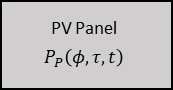 PV Panel
P_P(ϕ, τ, t)